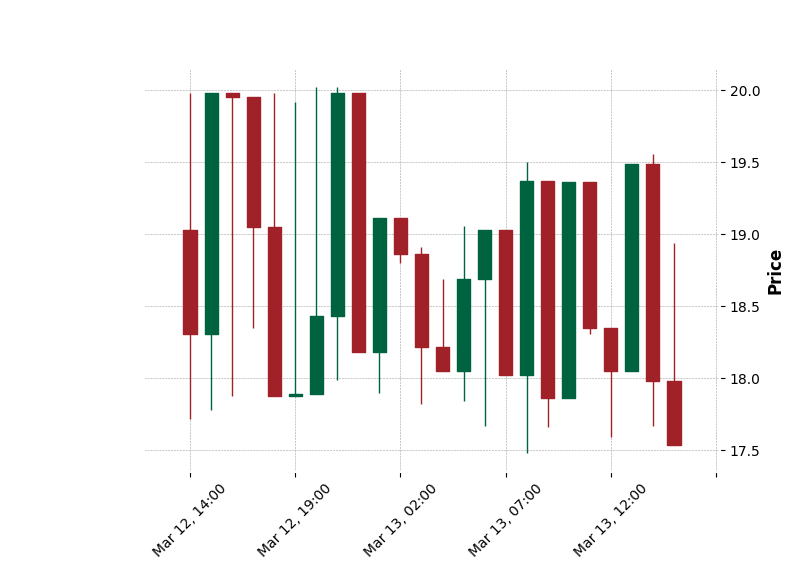 20.0
19.5
19.0
18.5
18.0
17.5
Price
Mar 12, 14:00
Mar 12, 19:00
Mar 13, 02:00
Mar 13, 07:00
Mar 13, 12:00